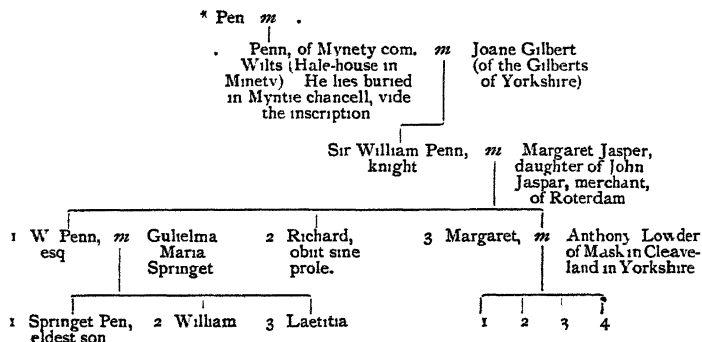 * Pen m .
. Penn, of Mynety com. m Joane Gilbert
Wilts (Hale-house in (of the Gilberts
Minety) He lies buried of Yorkshire)
in Myntie chancell, vide
the inscription
Sir William Penn, m Margaret Jasper,
knight daughter of John
Jaspar, merchant,
of Roterdam
1 W Penn, m Gulielma 2 Richard, 3 Margaret, m Anthony Lowder
esq Maria obiit sine of Mask in Cleave-
Springet prole. land in Yorkshire
1 Springet Pen, 2 William 3 Laetitia 1 2 3 4
eldest son